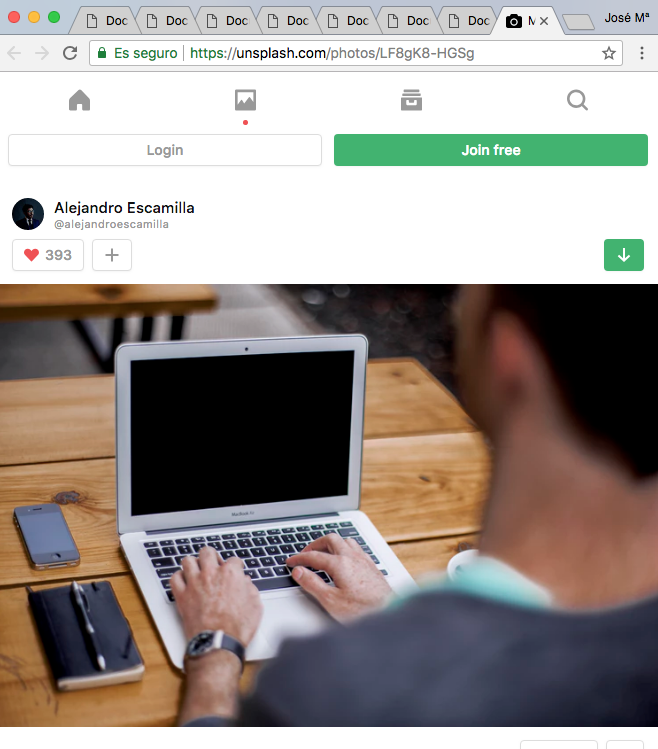 Doc Doc Doc Doc Doc Doc Doc M José Mª
Es seguro https://unsplash.com/photos/LF8gK8-HGSg
Login Join free
Alejandro Escamilla
@alejandroescamilla
393
MacBook Air